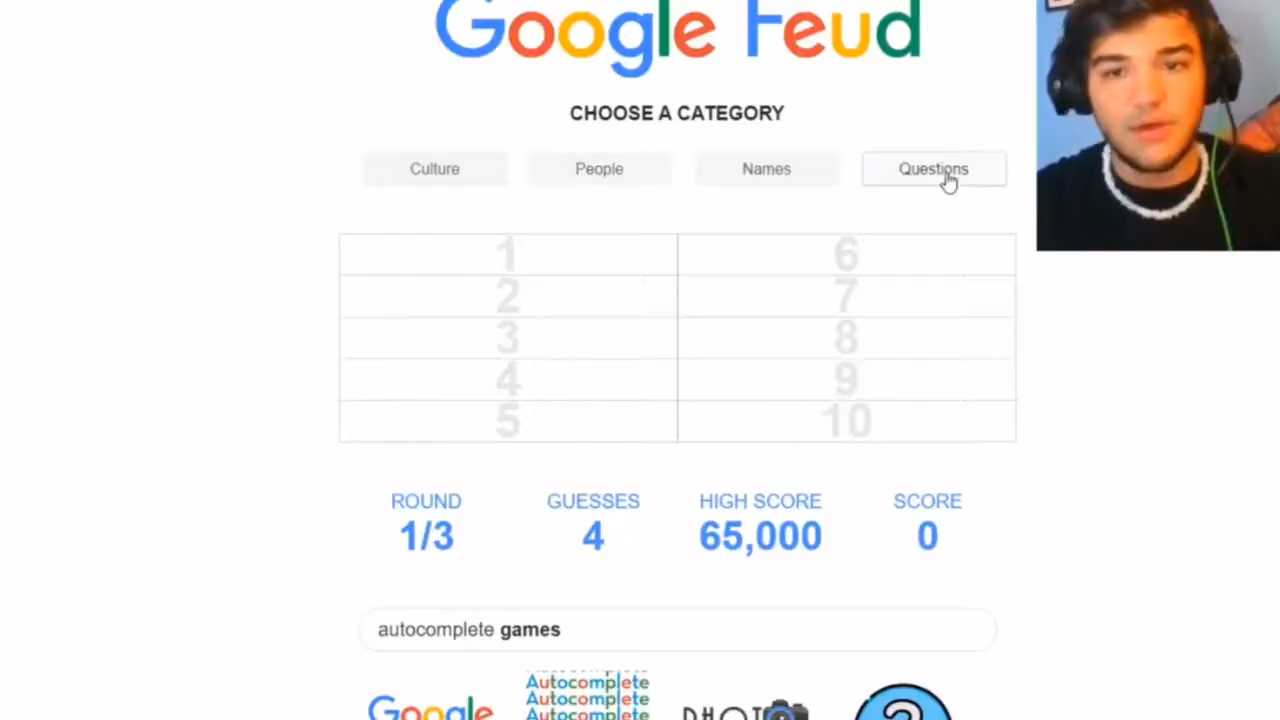 Google Feud
CHOOSE A CATEGORY
Culture People Names Questions
1 6
2 7
3 8
4 9
5 10
ROUND GUESSES HIGH SCORE SCORE
1/3 4 65,000 0
autocomplete games
Autocomplete
Autocomplete
Autocomplete
Google PHOTO ?